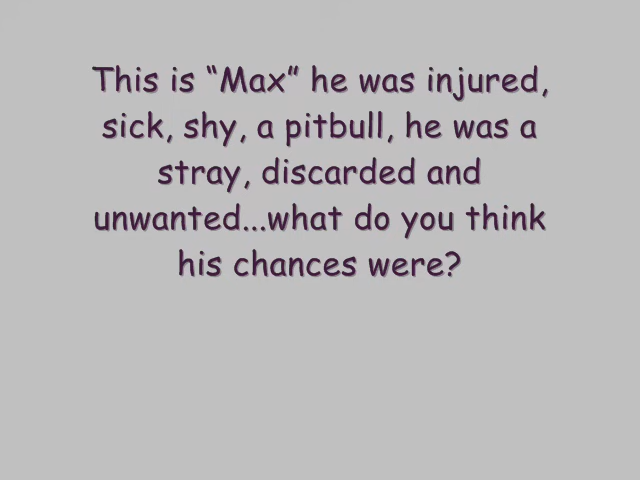 This is “Max” he was injured,
sick, shy, a pitbull, he was a
stray, discarded and
unwanted...what do you think
his chances were?